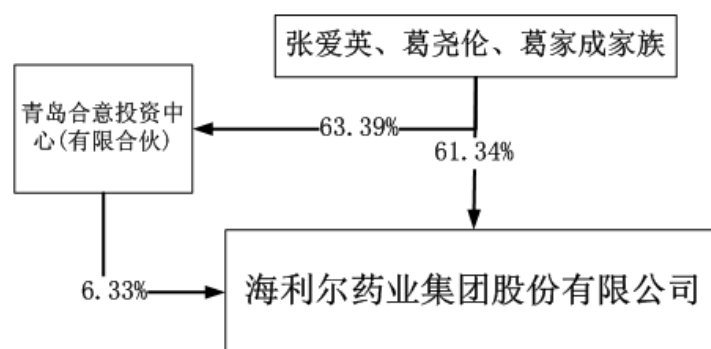 张爱英、葛尧伦、葛家成家族
青岛合意投资中
心(有限合伙)
63.39%
61.34%
6.33%
海利尔药业集团股份有限公司